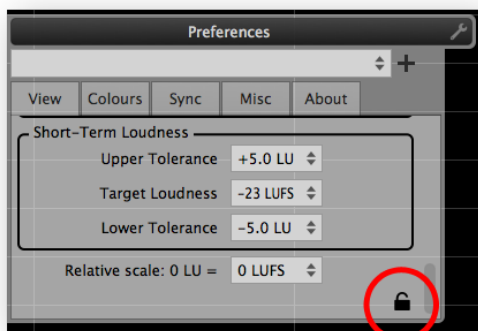 Preferences
View Colours Sync Misc About
Short-Term Loudness
Upper Tolerance +5.0 LU
Target Loudness -23 LUFS
Lower Tolerance -5.0 LU
Relative scale: 0 LU = 0 LUFS